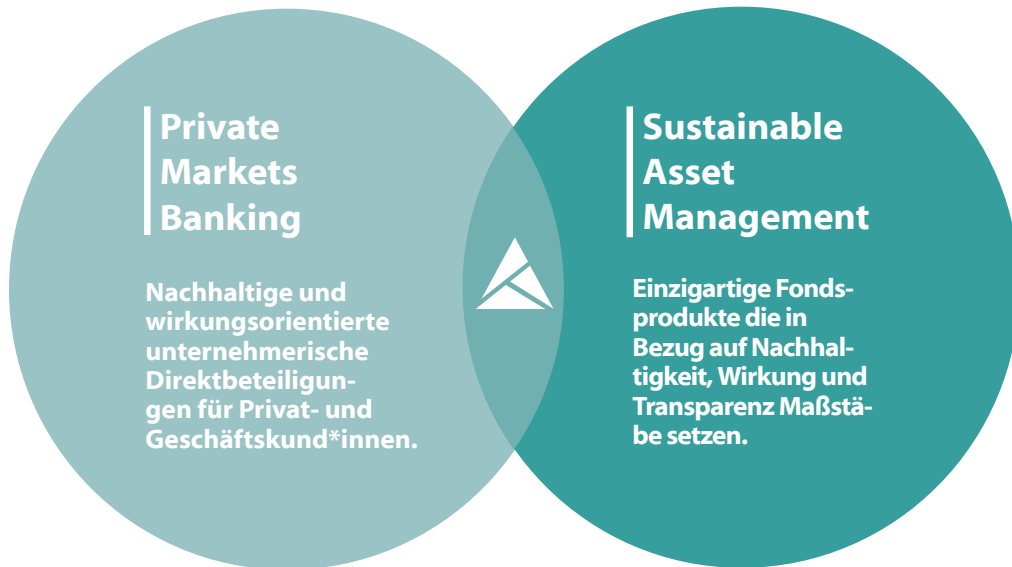 Private
Markets
Banking
Nachhaltige und
wirkungsorientierte
unternehmerische
Direktbeteiligun-
gen für Privat- und
Geschäftskund*innen.
Sustainable
Asset
Management
Einzigartige Fonds-
produkte die in
Bezug auf Nachhal-
tigkeit, Wirkung und
Transparenz Maßstä-
be setzen.